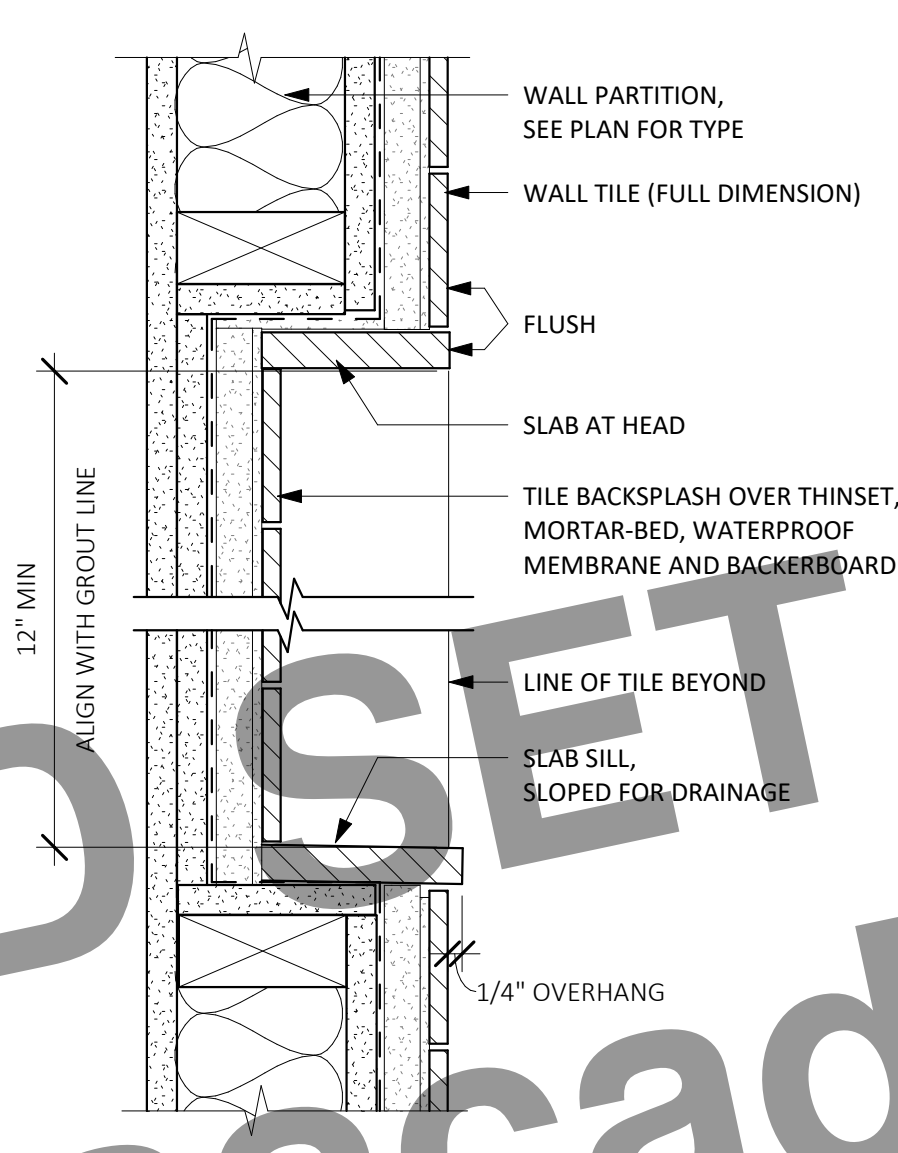 WALL PARTITION,
SEE PLAN FOR TYPE
WALL TILE (FULL DIMENSION)
FLUSH
SLAB AT HEAD
TILE BACKSPLASH OVER THINSET,
MORTAR-BED, WATERPROOF
MEMBRANE AND BACKERBOARD
12" MIN
ALIGN WITH GROUT LINE
LINE OF TILE BEYOND
SLAB SILL,
SLOPED FOR DRAINAGE
1/4" OVERHANG
D SET